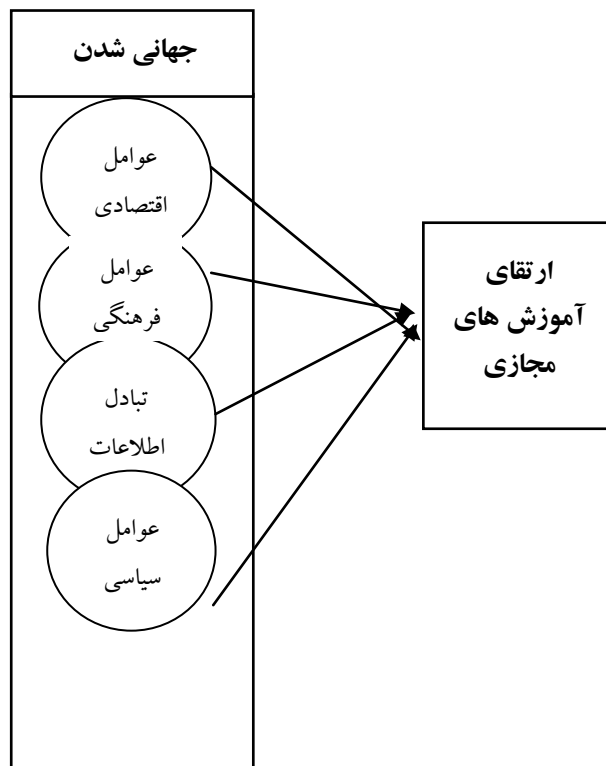 جهانی شدن
عوامل
اقتصادی
عوامل
فرهنگی
تبادل
اطلاعات
عوامل
سیاسی
ارتقای
آموزش های
مجازی